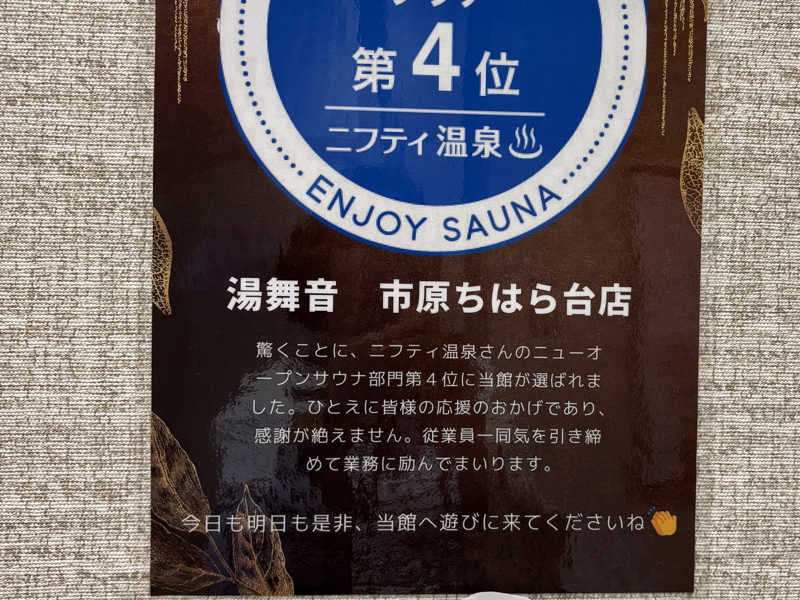 第4位
ニフティ温泉
ENJOY SAUNA
湯舞音 市原ちはら台店
驚くことに、ニフティ温泉さんのニューオ
ープンサウナ部門第4位に当館が選ばれま
した。ひとえに皆様の応援のおかげであり、
感謝が絶えません。従業員一同気を引き締
めて業務に励んでまいります。
今日も明日も是非、当館へ遊びに来てくださいね👏